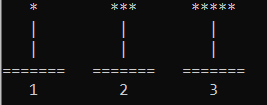 * *** *****
| | |
| | |
======= ======= =======
1 2 3